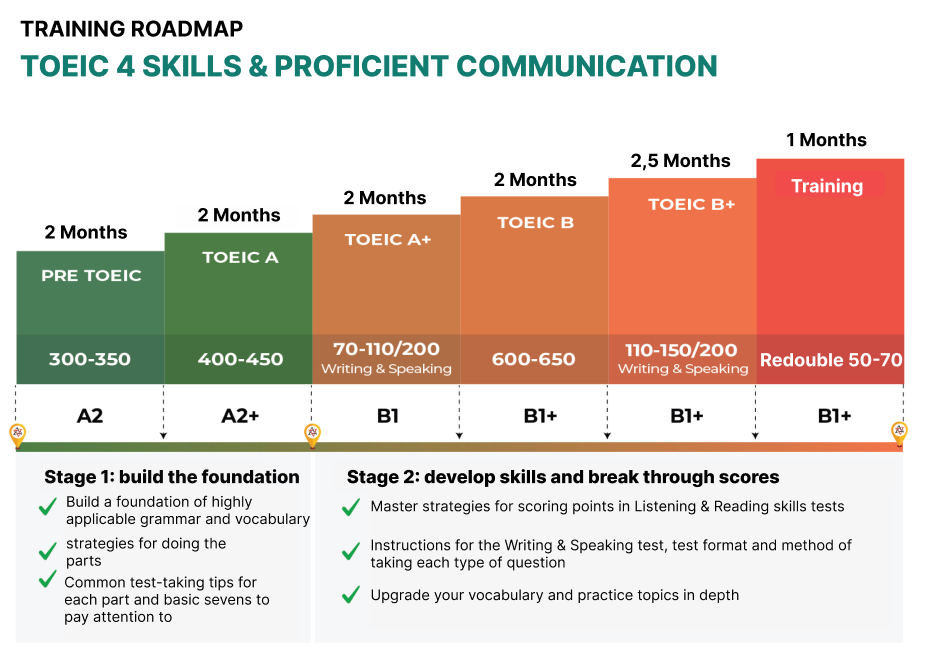 TRAINING ROADMAP
TOEIC 4 SKILLS & PROFICIENT COMMUNICATION
2 Months
2 Months
2 Months
2 Months
2,5 Months
1 Months
PRE TOEIC
TOEIC A
TOEIC A+
TOEIC B
TOEIC B+
Training
300-350
400-450
70-110/200
Writing & Speaking
600-650
110-150/200
Writing & Speaking
Redouble 50-70
A2
A2+
B1
B1+
B1+
B1+
Stage 1: build the foundation
Build a foundation of highly
applicable grammar and vocabulary
strategies for doing the
parts
Common test-taking tips for
each part and basic sevens to
pay attention to
Stage 2: develop skills and break through scores
Master strategies for scoring points in Listening & Reading skills tests
Instructions for the Writing & Speaking test, test format and method of
taking each type of question
Upgrade your vocabulary and practice topics in depth